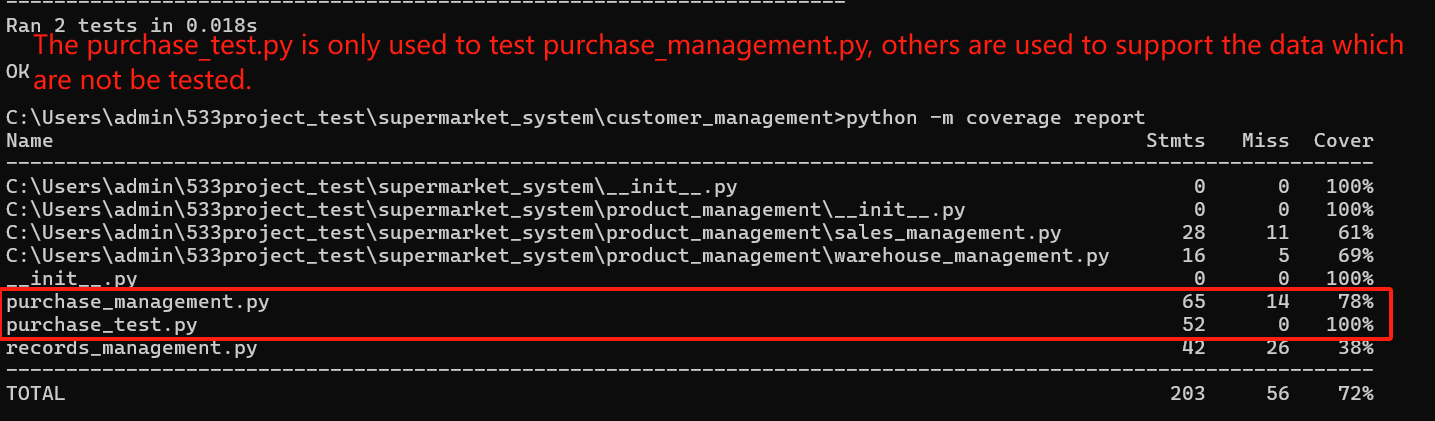 Ran 2 tests in 0.018s
The purchase_test.py is only used to test purchase_management.py, others are used to support the data which
OK
are not be tested.
C:\Users\admin\533project_test\supermarket_system\customer_management>python -m coverage report
Name Stmts Miss Cover
C:\Users\admin\533project_test\supermarket_system\__init__.py 0 0 100%
C:\Users\admin\533project_test\supermarket_system\product_management\__init__.py 0 0 100%
C:\Users\admin\533project_test\supermarket_system\product_management\sales_management.py 28 11 61%
C:\Users\admin\533project_test\supermarket_system\product_management\warehouse_management.py 16 5 69%
__init__.py 0 0 100%
purchase_management.py 65 14 78%
purchase_test.py 52 0 100%
records_management.py 42 26 38%
TOTAL 203 56 72%